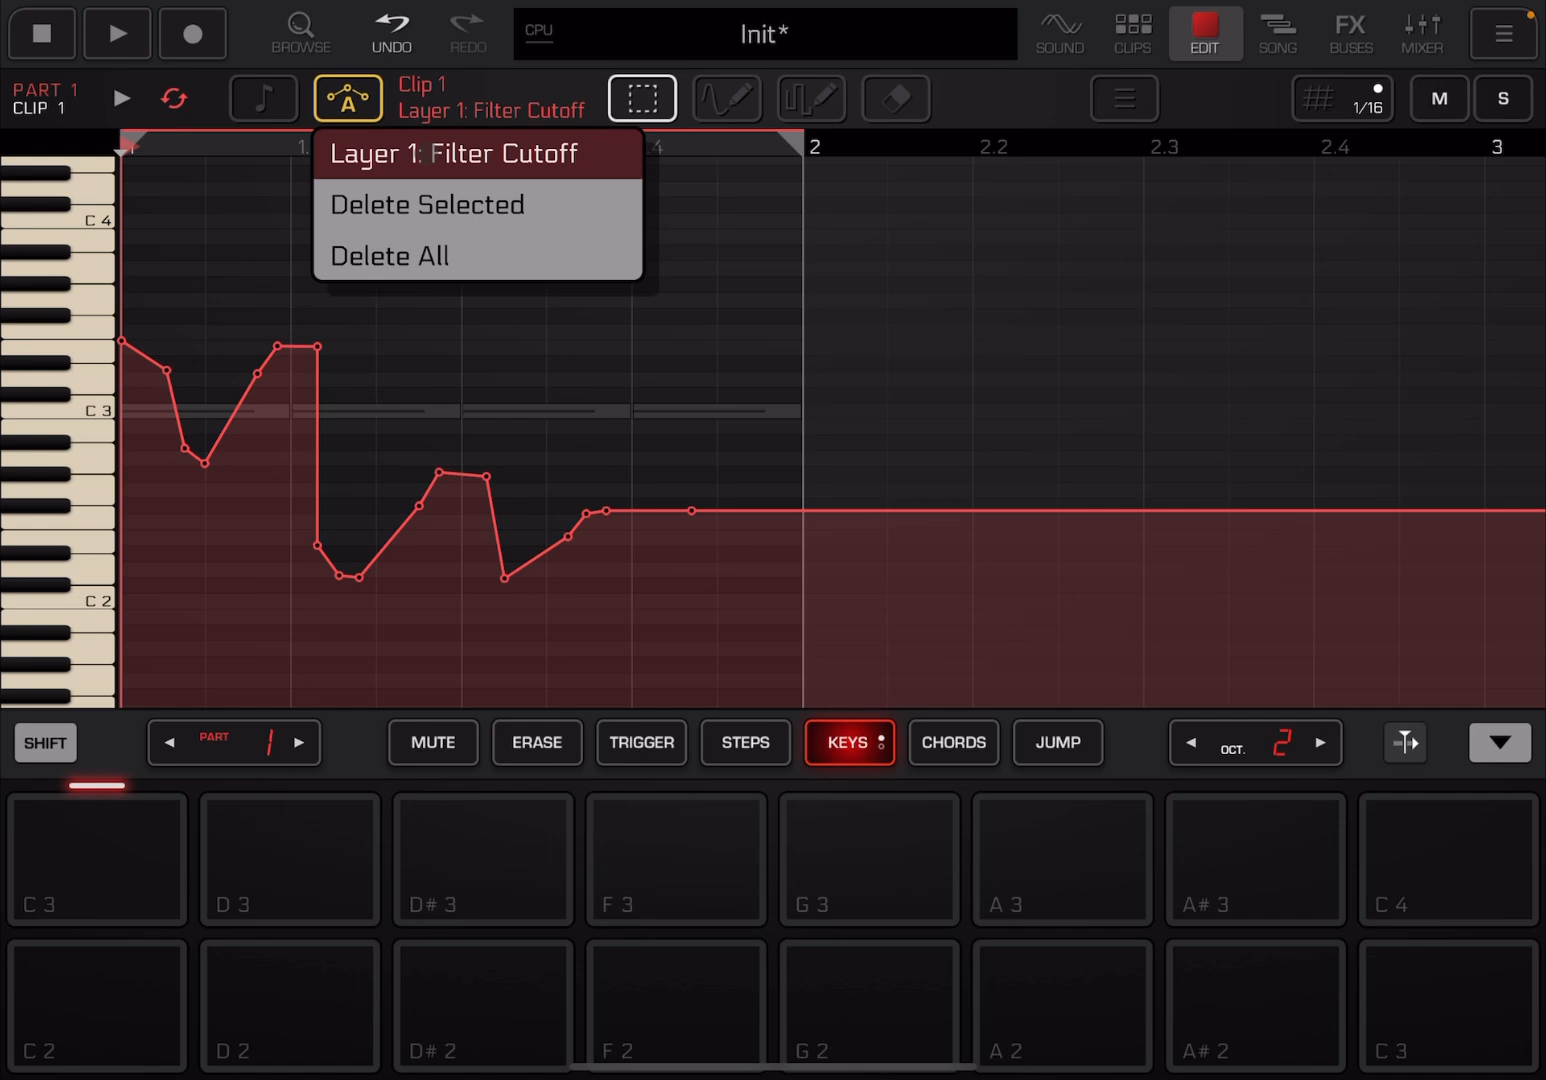 BROWSE
UNDO
REDO
CPU
Init*
SOUND
CLIPS
EDIT
SONG
FX
BUSES
MIXER
PART 1
CLIP 1
A
Clip 1
Layer 1: Filter Cutoff
1/16
M
S
2
2.2
2.3
2.4
3
Layer 1: Filter Cutoff
Delete Selected
Delete All
C 4
C 3
C 2
SHIFT
PART 1
MUTE
ERASE
TRIGGER
STEPS
KEYS
CHORDS
JUMP
OCT. 2
C 3
D 3
D# 3
F 3
G 3
A 3
A# 3
C 4
C 2
D 2
D# 2
F 2
G 2
A 2
A# 2
C 3